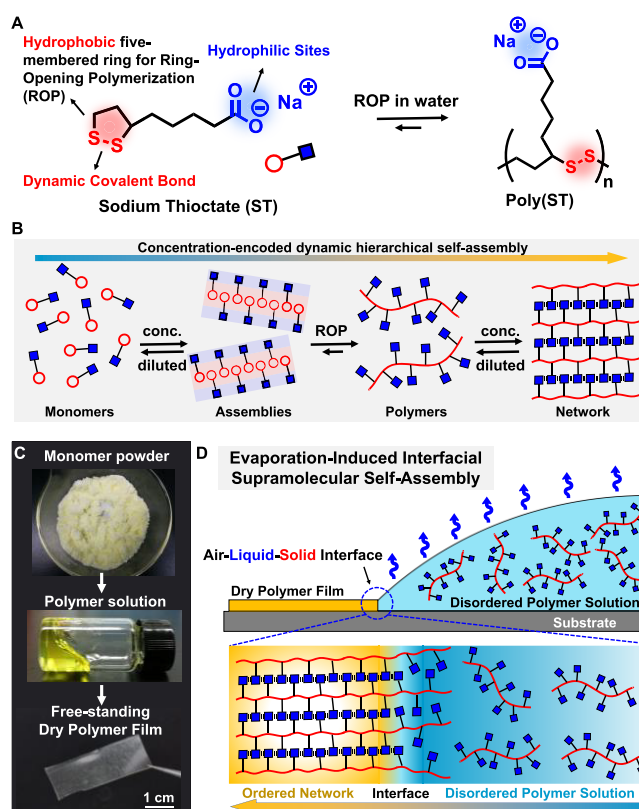 A
Hydrophobic five-
membered ring for Ring-
Opening Polymerization
(ROP)
Hydrophilic Sites
O
O
⊖
Na⊕
S
S
Dynamic Covalent Bond
Sodium Thioctate (ST)
ROP in water
Na⊕
⊖
O
O
S
S
n
Poly(ST)
B
Concentration-encoded dynamic hierarchical self-assembly
conc.
diluted
ROP
conc.
diluted
Monomers
Assemblies
Polymers
Network
C
Monomer powder
Polymer solution
Free-standing
Dry Polymer Film
1 cm
D
Evaporation-Induced Interfacial
Supramolecular Self-Assembly
Air-Liquid-Solid Interface
Dry Polymer Film
Disordered Polymer Solution
Substrate
Ordered Network
Interface
Disordered Polymer Solution